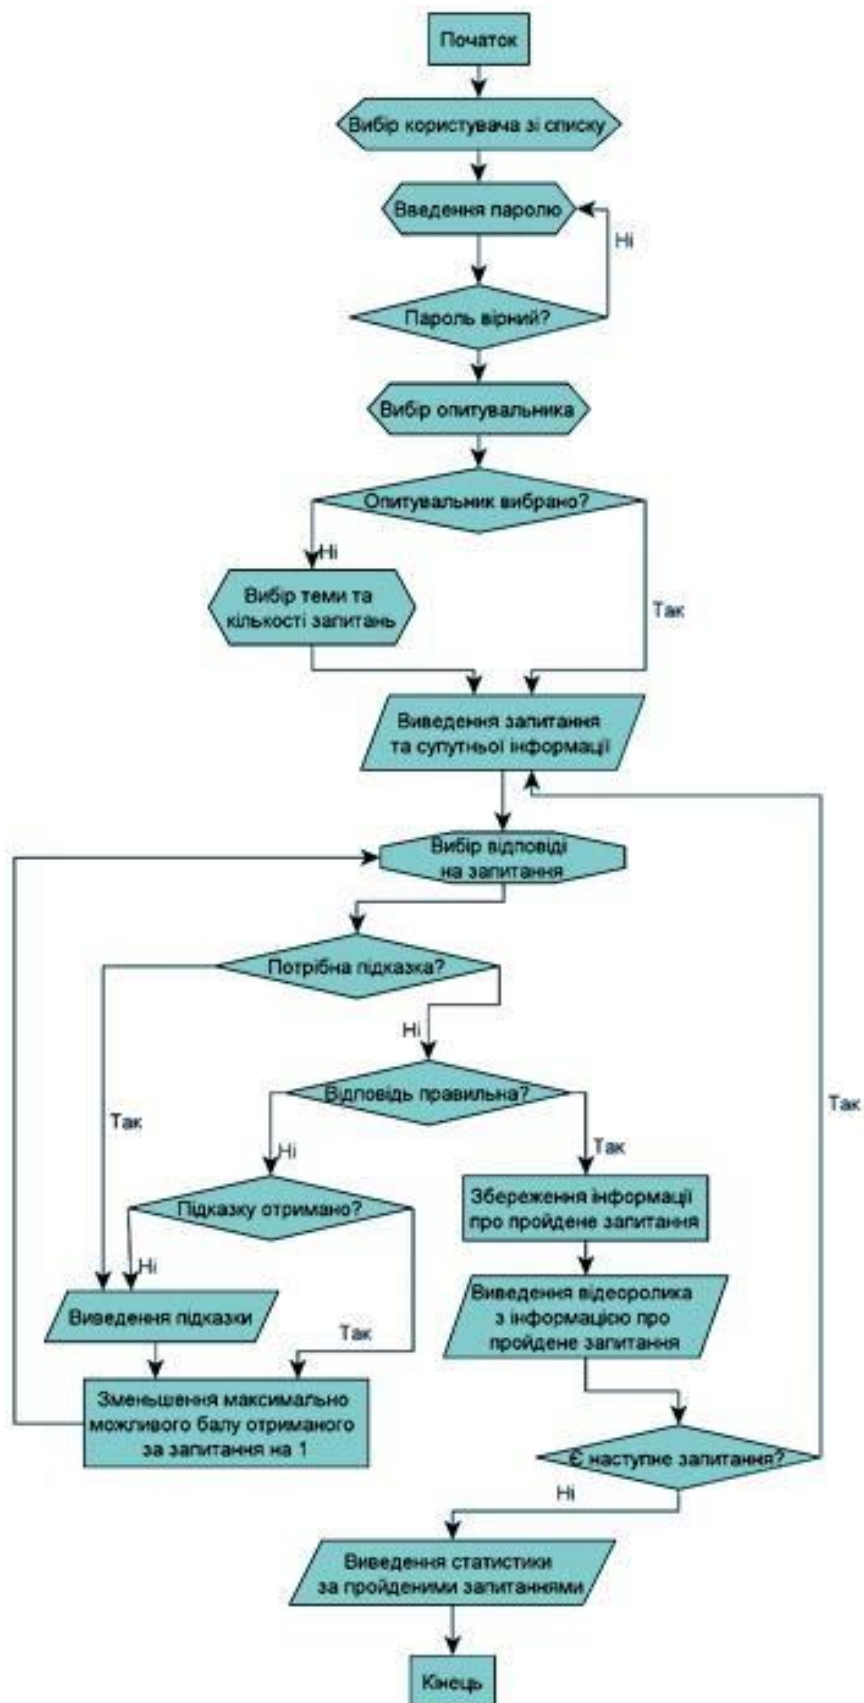 Початок
Вибір користувача зі списку
Введення паролю
Ні
Пароль вірний?
Вибір опитувальника
Опитувальник вибрано?
Ні
Вибір теми та
кількості запитань
Так
Виведення запитання
та супутньої інформації
Вибір відповіді
на запитання
Потрібна підказка?
Ні
Відповідь правильна?
Так
Так
Ні
Так
Підказку отримано?
Збереження інформації
про пройдене запитання
Ні
Виведення підказки
Так
Виведення відеоролика
з інформацією про
пройдене запитання
Зменьшення максимально
можливого балу отриманого
за запитання на 1
Є наступне запитання?
Ні
Виведення статистики
за пройденими запитаннями
Кінець